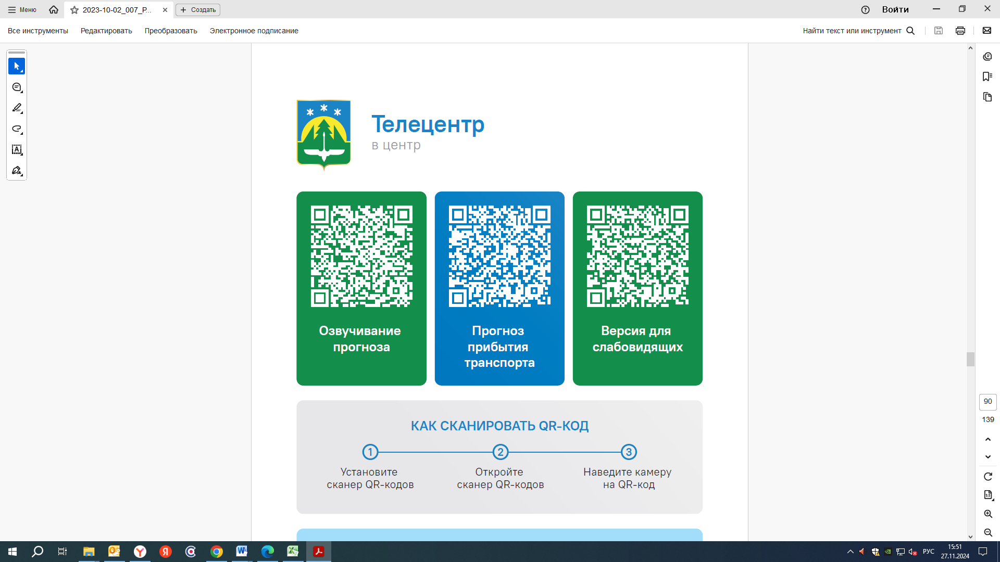 Меню
2023-10-02_007_P...
Создать
Войти
Все инструменты
Редактировать
Преобразовать
Электронное подписание
Найти текст или инструмент
Телецентр
в центр
Озвучивание
прогноза
Прогноз
прибытия
транспорта
Версия для
слабовидящих
КАК СКАНИРОВАТЬ QR-КОД
1
2
3
Установите
сканер QR-кодов
Откройте
сканер QR-кодов
Наведите камеру
на QR-код
90
139
РУС
15:51
27.11.2024